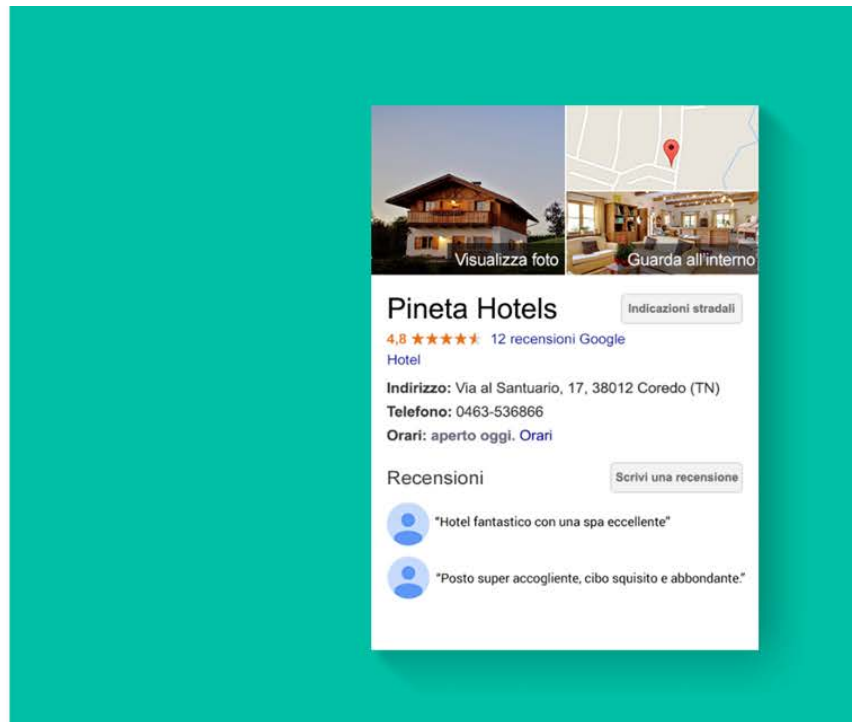 Visualizza foto
Guarda all'interno
Pineta Hotels
Indicazioni stradali
4,8 12 recensioni Google
Hotel
Indirizzo: Via al Santuario, 17, 38012 Coredo (TN)
Telefono: 0463-536866
Orari: aperto oggi. Orari
Recensioni
Scrivi una recensione
“Hotel fantastico con una spa eccellente”
“Posto super accogliente, cibo squisito e abbondante.”